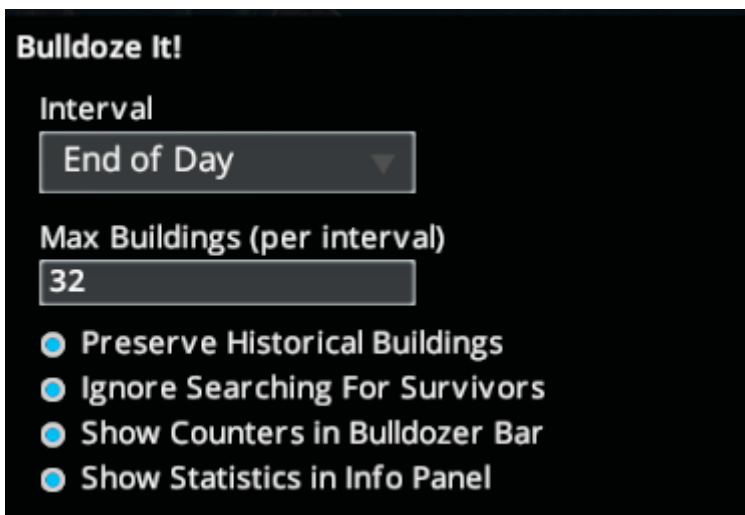 Bulldoze It!
Interval
End of Day
Max Buildings (per interval)
32
Preserve Historical Buildings
Ignore Searching For Survivors
Show Counters in Bulldozer Bar
Show Statistics in Info Panel